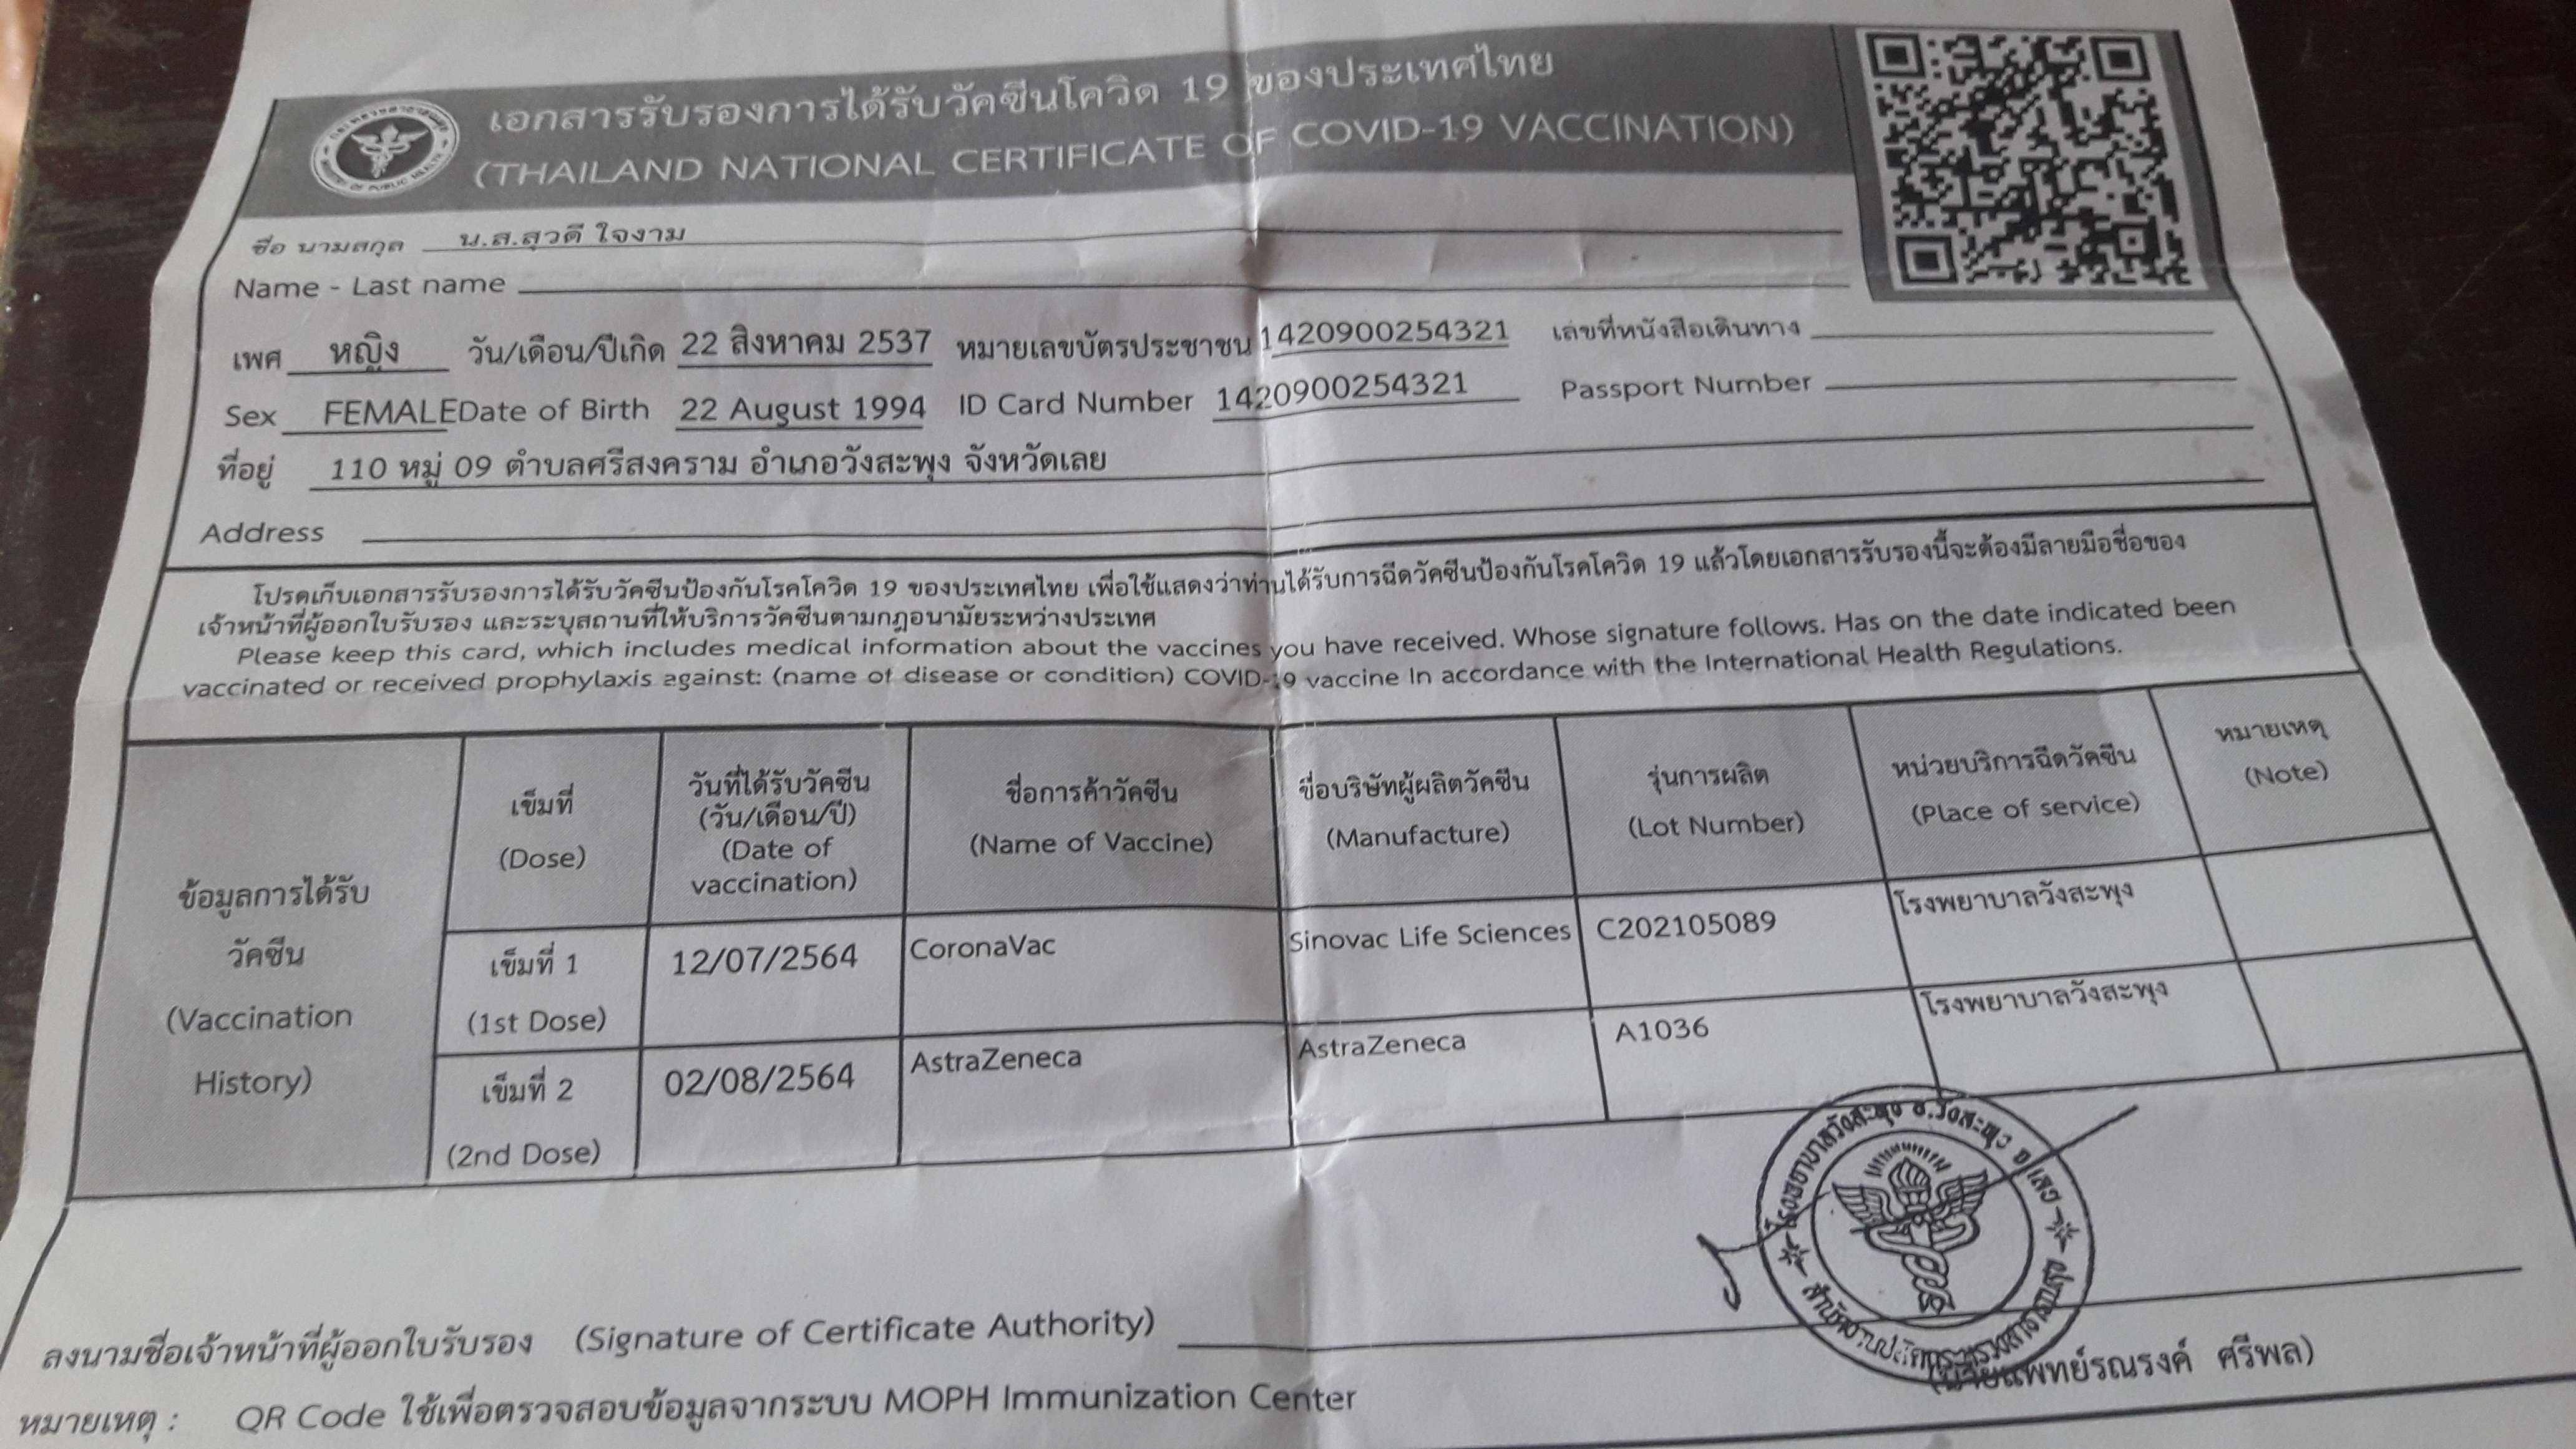 เอกสารรับรองการได้รับวัคซีนโควิด 19 ของประเทศไทย
(THAILAND NATIONAL CERTIFICATE OF COVID-19 VACCINATION)
MINISTRY OF PUBLIC HEALTH
ชื่อ นามสกุล น.ส.สุวดี ใจงาม
Name - Last name
เพศ หญิง วัน/เดือน/ปีเกิด 22 สิงหาคม 2537 หมายเลขบัตรประชาชน 1420900254321 เลขที่หนังสือเดินทาง
Sex FEMALE Date of Birth 22 August 1994 ID Card Number 1420900254321 Passport Number
ที่อยู่ 110 หมู่ 09 ตำบลศรีสงคราม อำเภอวังสะพุง จังหวัดเลย
Address
โปรดเก็บเอกสารรับรองการได้รับวัคซีนป้องกันโรคโควิด 19 ของประเทศไทย เพื่อใช้แสดงว่าท่านได้รับการฉีดวัคซีนป้องกันโรคโควิด 19 แล้วโดยเอกสารรับรองนี้จะต้องมีลายมือชื่อของ
เจ้าหน้าที่ผู้ออกใบรับรอง และระบุสถานที่ให้บริการวัคซีนตามกฎอนามัยระหว่างประเทศ
Please keep this card, which includes medical information about the vaccines you have received. Whose signature follows. Has on the date indicated been
vaccinated or received prophylaxis against: (name of disease or condition) COVID-19 vaccine In accordance with the International Health Regulations.
ข้อมูลการได้รับ
วัคซีน
(Vaccination
History)
เข็มที่
(Dose)
วันที่ได้รับวัคซีน
(วัน/เดือน/ปี)
(Date of
vaccination)
ชื่อการค้าวัคซีน
(Name of Vaccine)
ชื่อบริษัทผู้ผลิตวัคซีน
(Manufacture)
รุ่นการผลิต
(Lot Number)
หน่วยบริการฉีดวัคซีน
(Place of service)
หมายเหตุ
(Note)
เข็มที่ 1
(1st Dose)
12/07/2564
CoronaVac
Sinovac Life Sciences
C202105089
โรงพยาบาลวังสะพุง
เข็มที่ 2
(2nd Dose)
02/08/2564
AstraZeneca
AstraZeneca
A1036
โรงพยาบาลวังสะพุง
โรงพยาบาลวังสะพุง อ.วังสะพุง จ.เลย
สำนักงานปลัดกระทรวงสาธารณสุข
ลงนามชื่อเจ้าหน้าที่ผู้ออกใบรับรอง (Signature of Certificate Authority)
(นายแพทย์รณรงค์ ศรีพล)
หมายเหตุ : QR Code ใช้เพื่อตรวจสอบข้อมูลจากระบบ MOPH Immunization Center